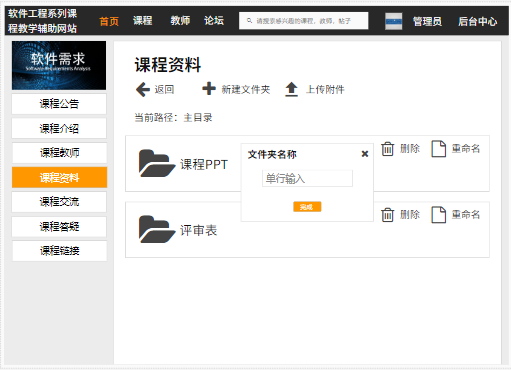 软件工程系列课
程教学辅助网站
首页 课程 教师 论坛
请搜索感兴趣的课程、教师、帖子
管理员 后台中心
软件需求
Software Requirements Analysis
课程公告
课程介绍
课程教师
课程资料
课程交流
课程答疑
课程链接
课程资料
返回 新建文件夹 上传附件
当前路径：主目录
课程PPT
删除 重命名
文件夹名称
单行输入
完成
评审表
删除 重命名